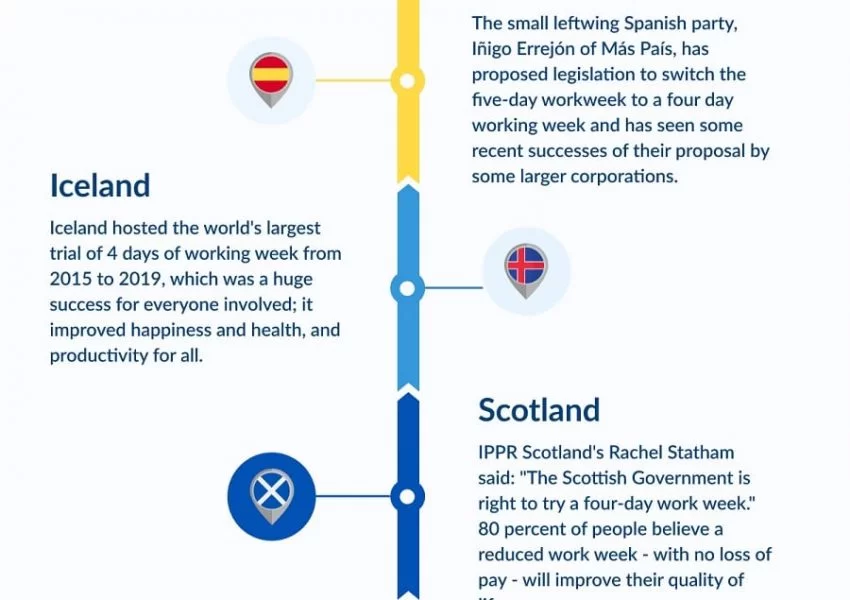 The small leftwing Spanish party,
Iñigo Errejón of Más País, has
proposed legislation to switch the
five-day workweek to a four day
working week and has seen some
recent successes of their proposal by
some larger corporations.
Iceland
Iceland hosted the world's largest
trial of 4 days of working week from
2015 to 2019, which was a huge
success for everyone involved; it
improved happiness and health, and
productivity for all.
Scotland
IPPR Scotland's Rachel Statham
said: "The Scottish Government is
right to try a four-day work week."
80 percent of people believe a
reduced work week - with no loss of
pay - will improve their quality of